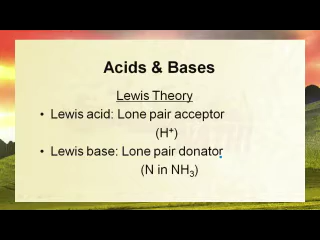 Acids & Bases
Lewis Theory
• Lewis acid: Lone pair acceptor
(H⁺)
• Lewis base: Lone pair donator
(N in NH₃)